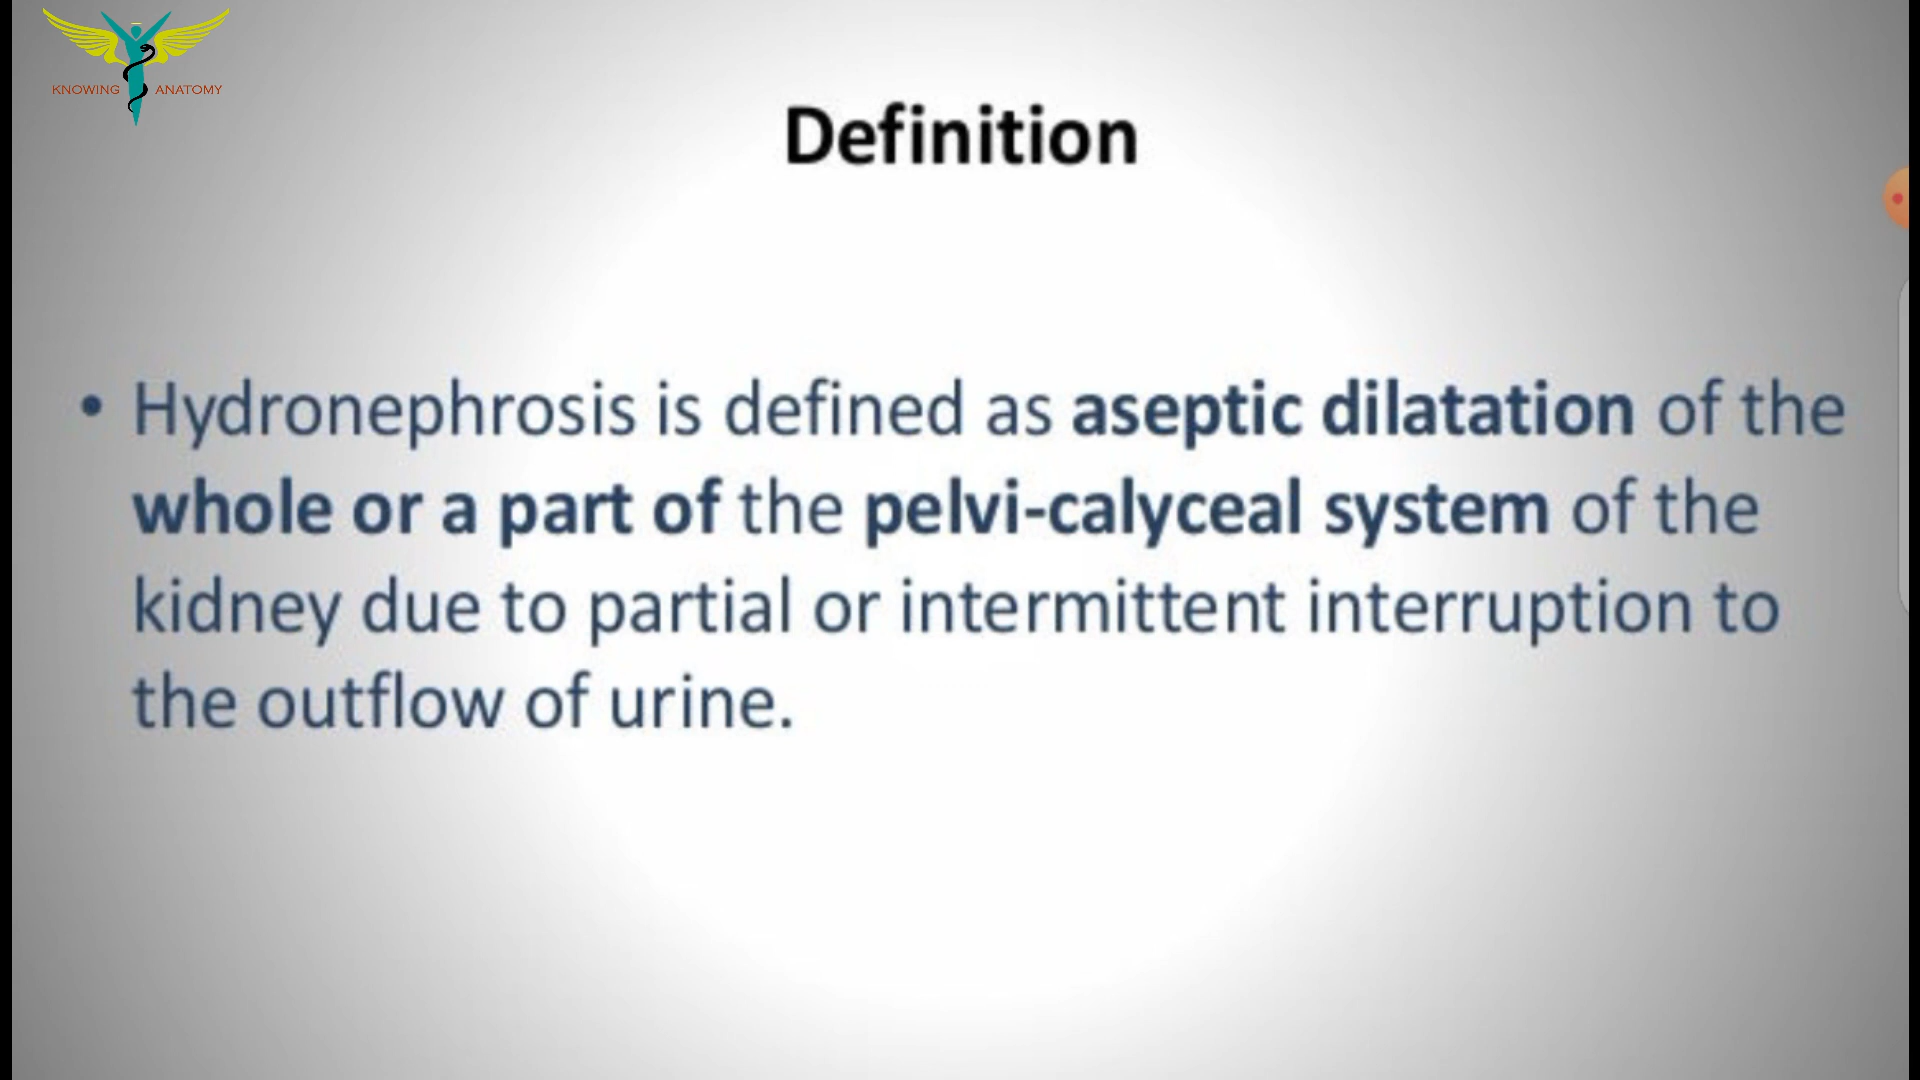 KNOWING ANATOMY
Definition
• Hydronephrosis is defined as aseptic dilatation of the
whole or a part of the pelvi-calyceal system of the
kidney due to partial or intermittent interruption to
the outflow of urine.